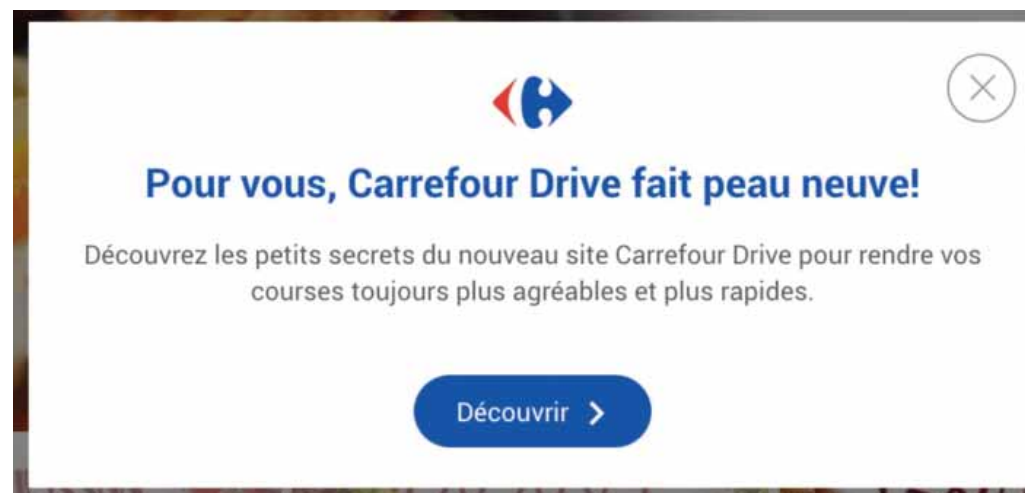 Pour vous, Carrefour Drive fait peau neuve!
Découvrez les petits secrets du nouveau site Carrefour Drive pour rendre vos
courses toujours plus agréables et plus rapides.
Découvrir